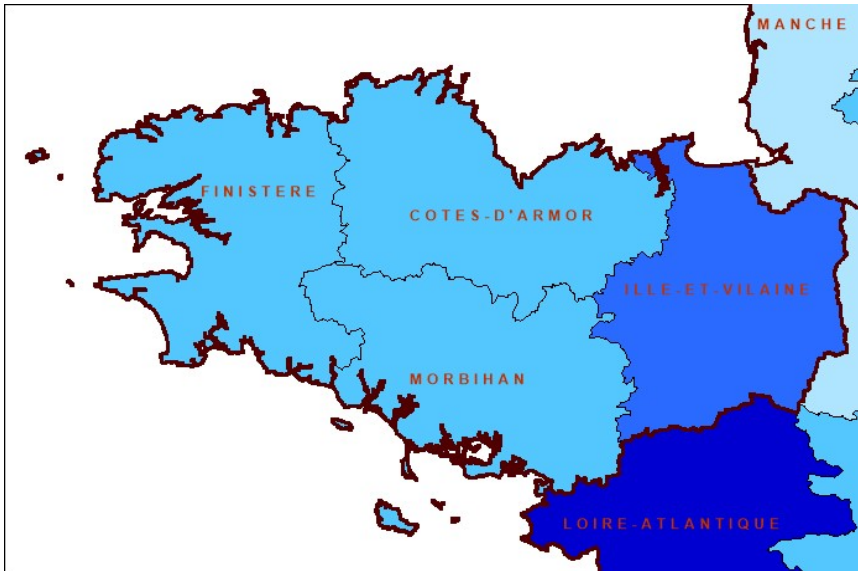 MANCHE
FINISTERE
COTES-D'ARMOR
ILLE-ET-VILAINE
MORBIHAN
LOIRE-ATLANTIQUE